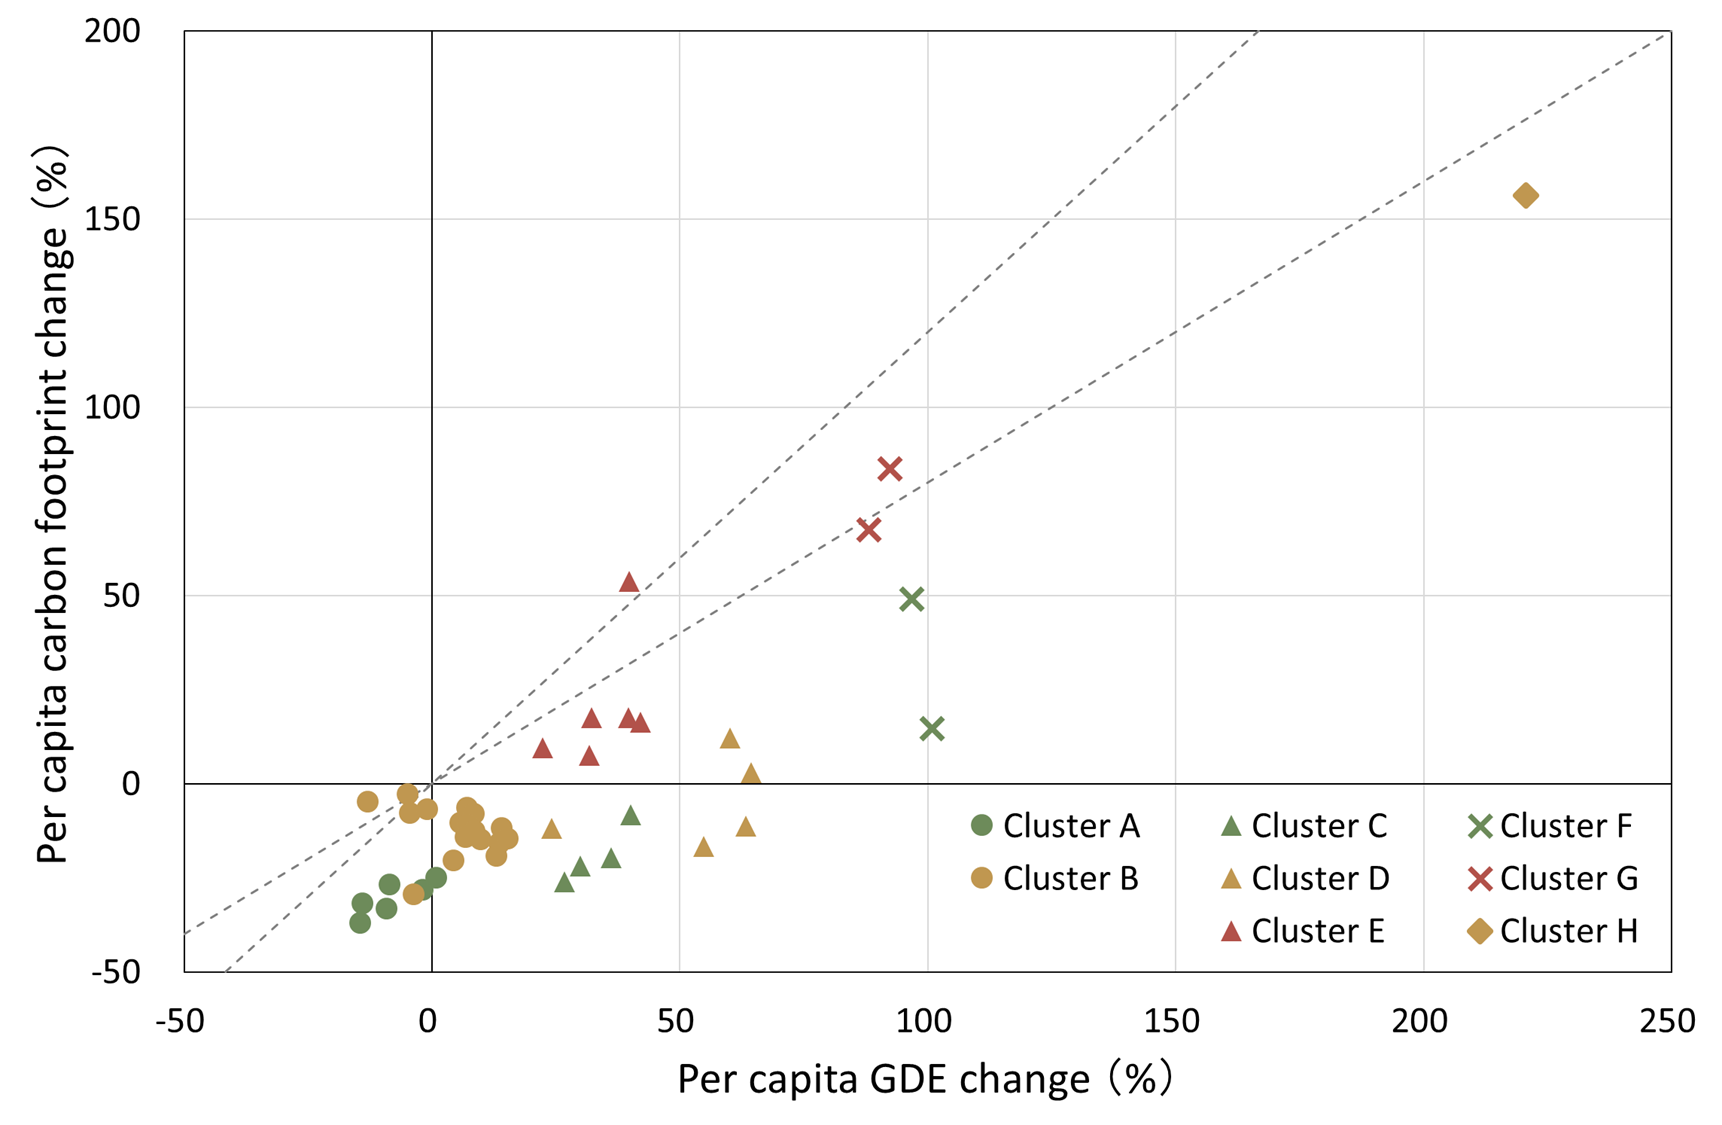 200
150
100
50
0
-50
-50 0 50 100 150 200 250
Per capita carbon footprint change (%)
Per capita GDE change (%)
Cluster A Cluster C Cluster F
Cluster B Cluster D Cluster G
Cluster E Cluster H